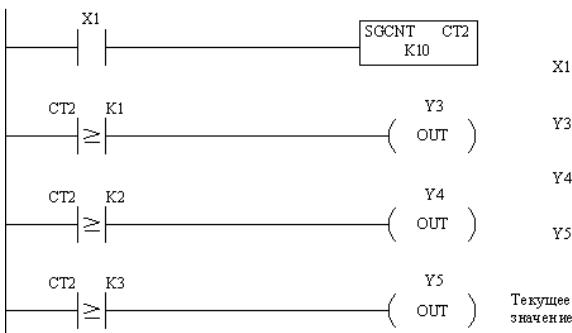 X1
SGCNT CT2
K10
X1
CT2 K1
≥
Y3
OUT
Y3
CT2 K2
≥
Y4
OUT
Y4
Y5
CT2 K3
≥
Y5
OUT
Текущее
значение